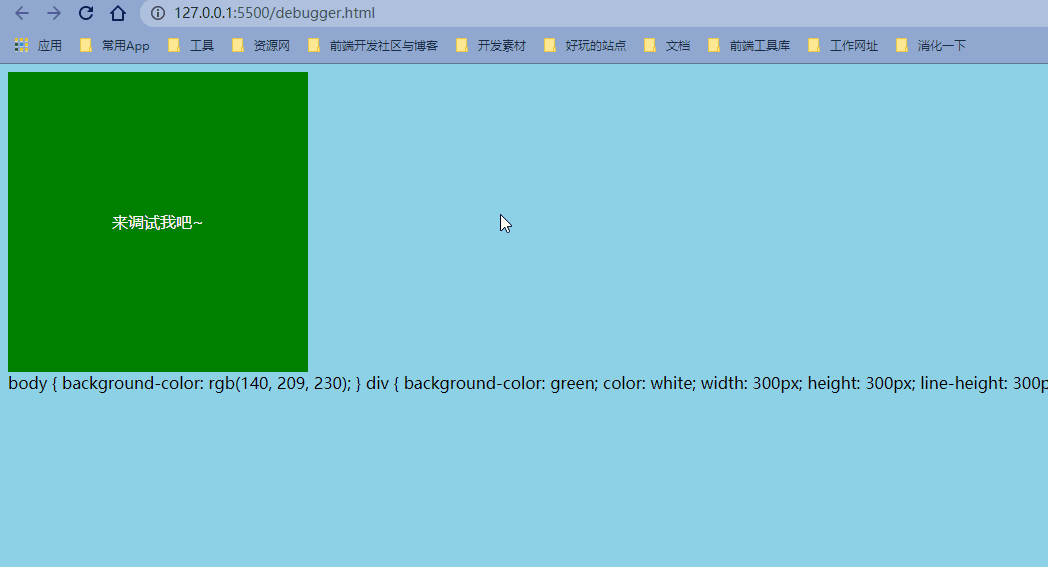 127.0.0.1:5500/debugger.html
应用 常用App 工具 资源网 前端开发社区与博客 开发素材 好玩的站点 文档 前端工具库 工作网址 消化一下
来调试我吧~
body { background-color: rgb(140, 209, 230); } div { background-color: green; color: white; width: 300px; height: 300px; line-height: 300p